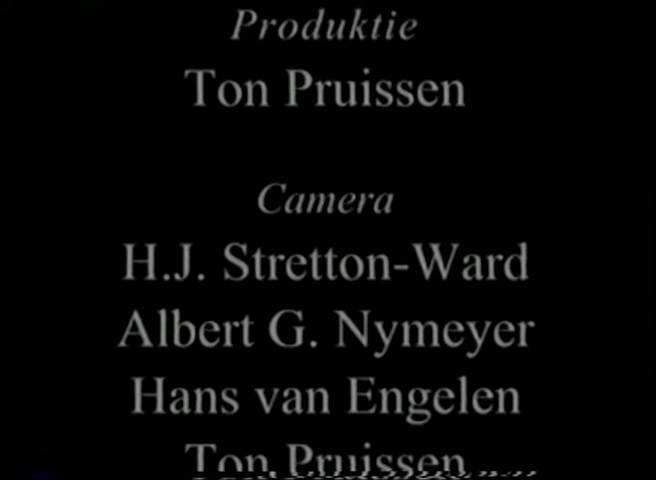 Produktie
Ton Pruissen
Camera
H.J. Stretton-Ward
Albert G. Nymeyer
Hans van Engelen
Ton Pruissen